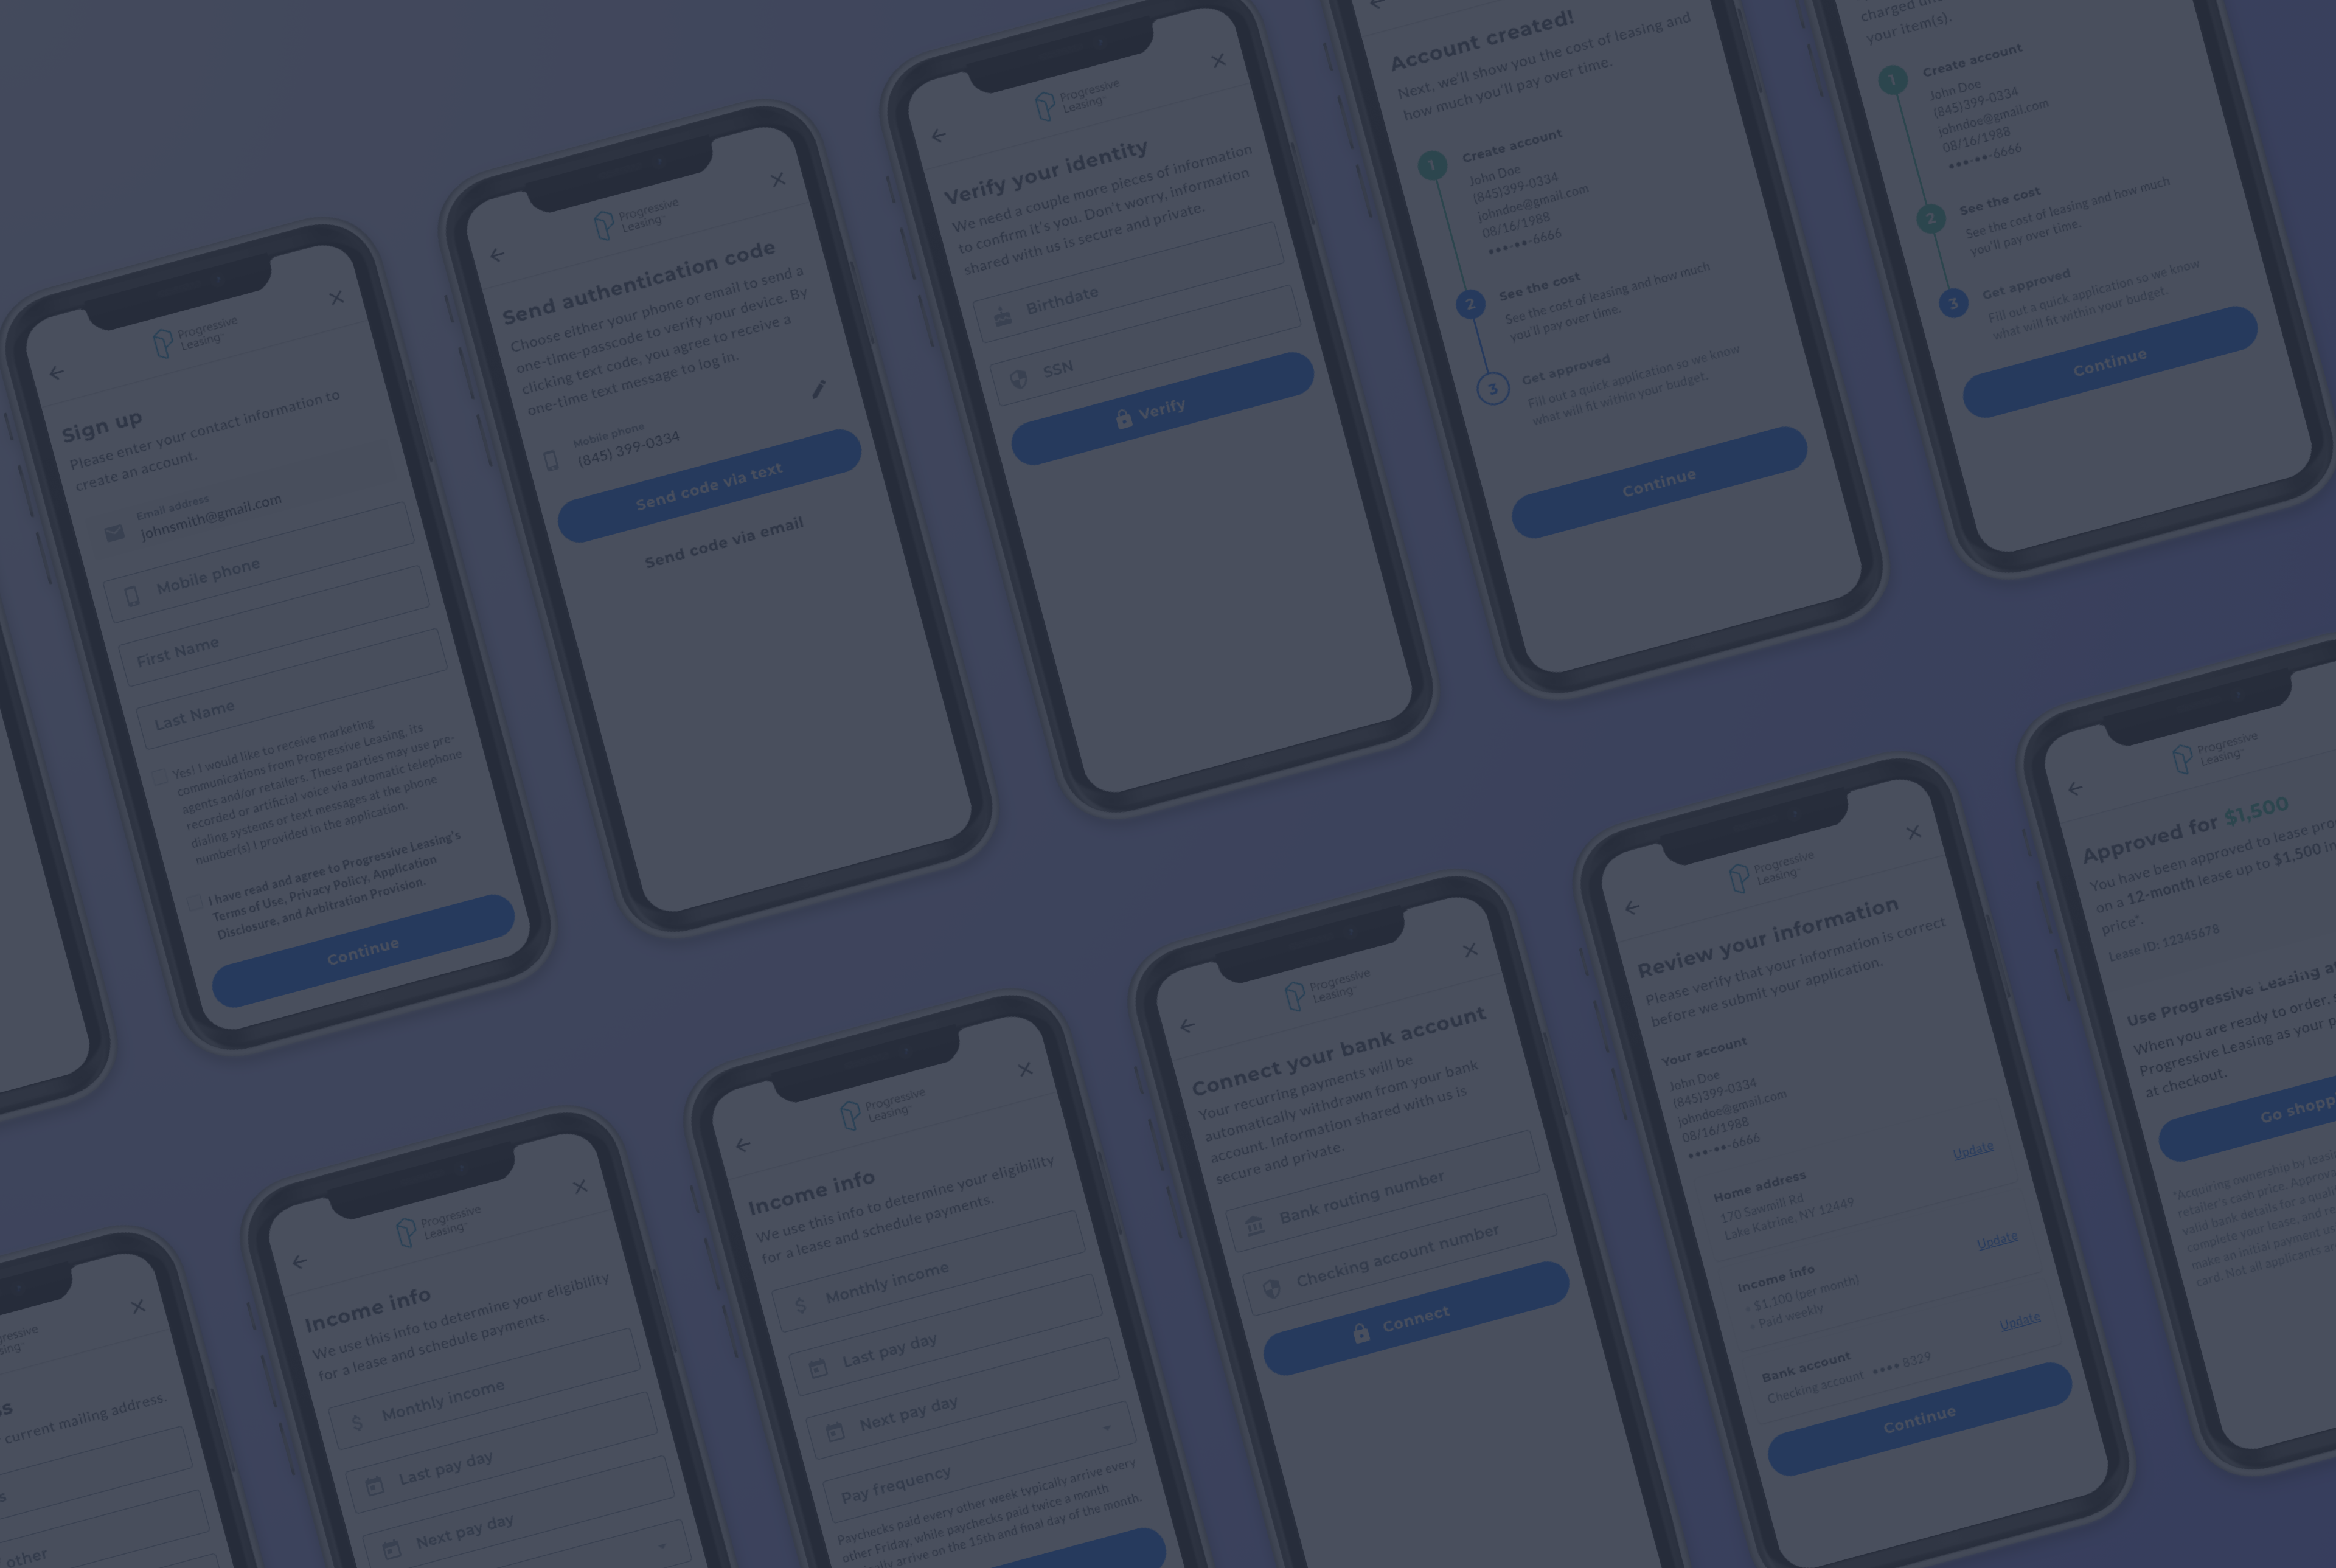 Progressive
Leasing
Sign up
Please enter your contact information to
create an account.
Email address
johnsmith@gmail.com
Mobile phone
First Name
Last Name
Yes! I would like to receive marketing
communications from Progressive Leasing, its
agents and/or retailers. These parties may use pre-
recorded or artificial voice via automatic telephone
dialing systems or text messages at the phone
number(s) I provided in the application.
I have read and agree to Progressive Leasing's
Terms of Use, Privacy Policy, Application
Disclosure, and Arbitration Provision.
Continue
Progressive
Leasing
Send authentication code
Choose either your phone or email to send a
one-time-passcode to verify your device. By
clicking text code, you agree to receive a
one-time text message to log in.
Mobile phone
(845) 399-0334
Send code via text
Send code via email
Progressive
Leasing
Verify your identity
We need a couple more pieces of information
to confirm it's you. Don't worry, information
shared with us is secure and private.
Birthdate
SSN
Verify
Account created!
Next, we'll show you the cost of leasing and
how much you'll pay over time.
1
Create account
John Doe
(845)399-0334
johndoe@gmail.com
08/16/1988
•••-••-6666
2
See the cost
See the cost of leasing and how much
you'll pay over time.
3
Get approved
Fill out a quick application so we know
what will fit within your budget.
Continue
charged
your item(s).
1
Create account
John Doe
(845)399-0334
johndoe@gmail.com
08/16/1988
•••-••-6666
2
See the cost
See the cost of leasing and how much
you'll pay over time.
3
Get approved
Fill out a quick application so we know
what will fit within your budget.
Continue
current mailing address.
other
Progressive
Leasing
Income info
We use this info to determine your eligibility
for a lease and schedule payments.
Monthly income
Last pay day
Next pay day
Progressive
Leasing
Income info
We use this info to determine your eligibility
for a lease and schedule payments.
Monthly income
Last pay day
Next pay day
Pay frequency
Paychecks paid every other week typically arrive every
other Friday, while paychecks paid twice a month
arrive on the 15th and final day of the month.
Progressive
Leasing
Connect your bank account
Your recurring payments will be
automatically withdrawn from your bank
account. Information shared with us is
secure and private.
Bank routing number
Checking account number
Connect
Progressive
Leasing
Review your information
Please verify that your information is correct
before we submit your application.
Your account
John Doe
(845)399-0334
johndoe@gmail.com
08/16/1988
•••-••-6666
Update
Home address
170 Sawmill Rd
Lake Katrine, NY 12449
Update
Income info
• $1,100 (per month)
• Paid weekly
Update
Bank account
Checking account •••• 8329
Continue
Progressive
Leasing
Approved for $1,500
You have been approved to lease
on a 12-month lease up to $1,500 in
price*.
Lease ID: 12345678
Use Progressive Leasing
When you are ready to order,
Progressive Leasing as your
at checkout.
Go
*Acquiring ownership by
retailer's cash price.
valid bank details for a
complete your lease, and
make an initial payment
card. Not all applicants are